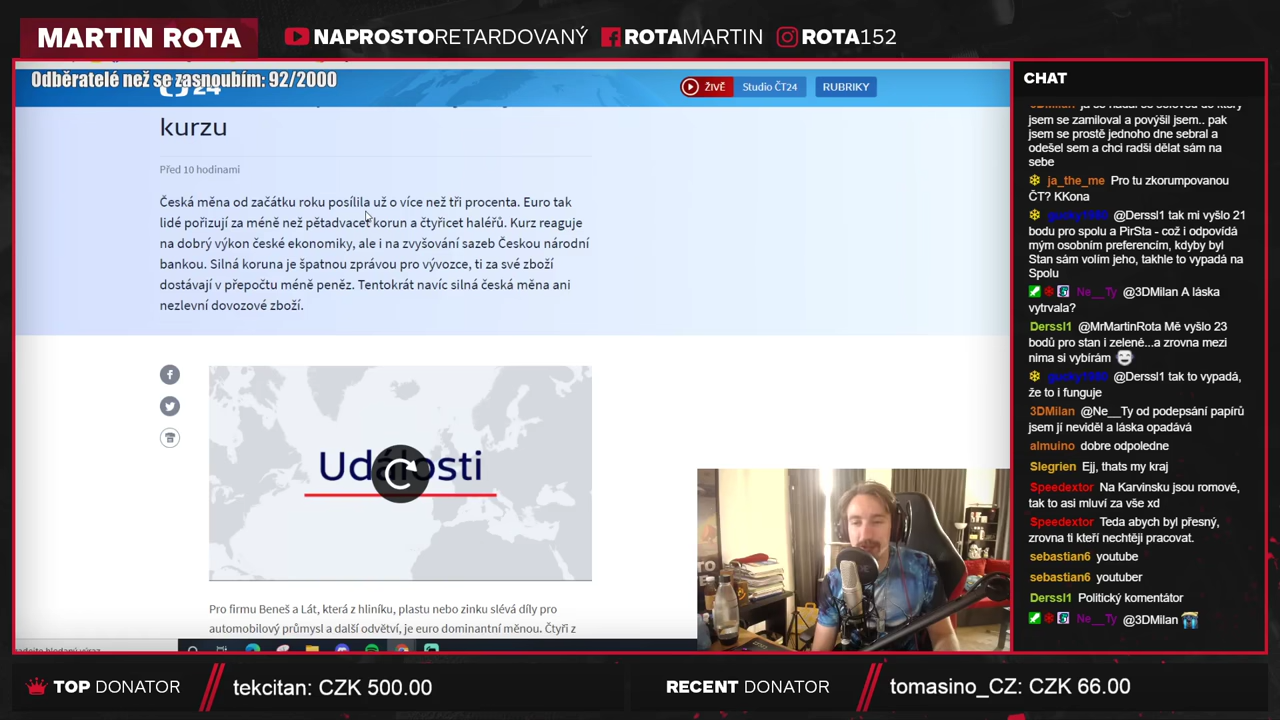 MARTIN ROTA
NAPROSTORETARDOVANÝ
ROTAMARTIN
ROTA152
Odběratelé než se zasnoubím: 92/2000
ŽIVĚ
Studio ČT24
RUBRIKY
kurzu
Před 10 hodinami
Česká měna od začátku roku posílila už o více než tři procenta. Euro tak
lidé pořizují za méně než pětadvacet korun a čtyřicet haléřů. Kurz reaguje
na dobrý výkon české ekonomiky, ale i na zvyšování sazeb Českou národní
bankou. Silná koruna je špatnou zprávou pro vývozce, ti za své zboží
dostávají v přepočtu méně peněz. Tentokrát navíc silná česká měna ani
nezlevní dovozové zboží.
Události
Pro firmu Beneš a Lát, která z hliníku, plastu nebo zinku slévá díly pro
automobilový průmysl a další odvětví, je euro dominantní měnou. Čtyři z
CHAT
jsem se zamiloval a povýšil jsem.. pak
jsem se prostě jednoho dne sebral a
odešel sem a chci radši dělat sám na
sebe
ja_the_me Pro tu zkorumpovanou
ČT? KKona
@Derssl1 tak mi vyšlo 21
bodu pro spolu a PirSta - což i odpovídá
mým osobním preferencím, kdyby byl
Stan sám volím jeho, takhle to vypadá na
Spolu
Ne__Ty @3DMilan A láska
vytrvala?
Derssl1 @MrMartinRota Mě vyšlo 23
bodů pro stan i zelené...a zrovna mezi
nima si vybírám
@Derssl1 tak to vypadá,
že to i funguje
3DMilan @Ne__Ty od podepsání papírů
jsem jí neviděl a láska opadává
almuino dobre odpoledne
Slegrien Ejj, thats my kraj
Speedextor Na Karvinsku jsou romové,
tak to asi mluví za vše xd
Speedextor Teda abych byl přesný,
zrovna ti kteří nechtěji pracovat.
sebastian6 youtube
sebastian6 youtuber
Derssl1 Politický komentátor
Ne__Ty @3DMilan
TOP DONATOR
tekcitan: CZK 500.00
RECENT DONATOR
tomasino_CZ: CZK 66.00